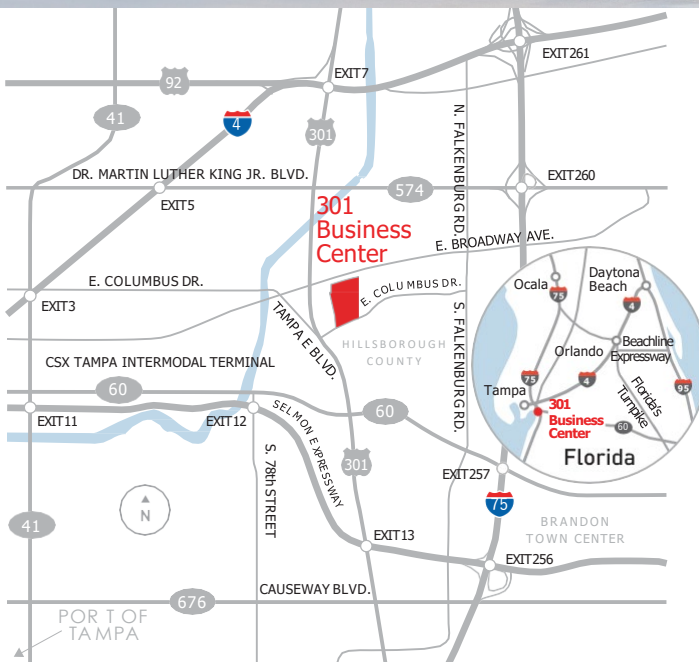 EXIT261
EXIT7
92
41
4
301
N. FALKENBURG RD.
DR. MARTIN LUTHER KING JR. BLVD.
574
EXIT260
EXIT5
301
Business
Center
E. BROADWAY AVE.
E. COLUMBUS DR.
E. COLUMBUS DR.
EXIT3
TAMPA E BLVD.
HILLSBOROUGH
COUNTY
S. FALKENBURG RD.
CSX TAMPA INTERMODAL TERMINAL
60
60
EXIT11
EXIT12
SELMON EXPRESSWAY
S. 78th STREET
301
EXIT257
75
N
41
EXIT13
BRANDON
TOWN CENTER
EXIT256
CAUSEWAY BLVD.
676
PORT OF
TAMPA
Ocala
75
Daytona
Beach
4
Orlando
Beachline
Expressway
75
4
95
Florida's
Turnpike
Tampa
301
Business
Center
60
Florida